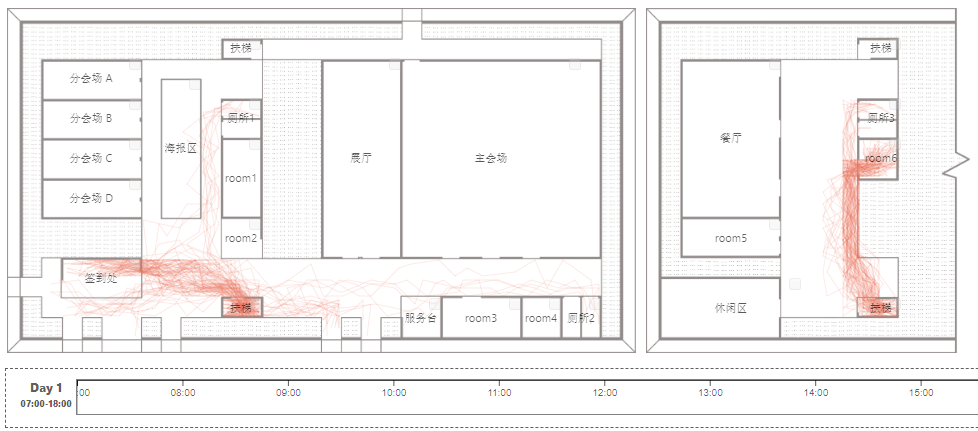 扶梯
分会场 A
分会场 B
分会场 C
分会场 D
海报区
厕所1
room1
room2
展厅
主会场
签到处
扶梯
服务台
room3
room4
厕所2
扶梯
餐厅
厕所3
room6
room5
休闲区
扶梯
Day 1
07:00-18:00
:00
08:00
09:00
10:00
11:00
12:00
13:00
14:00
15:00